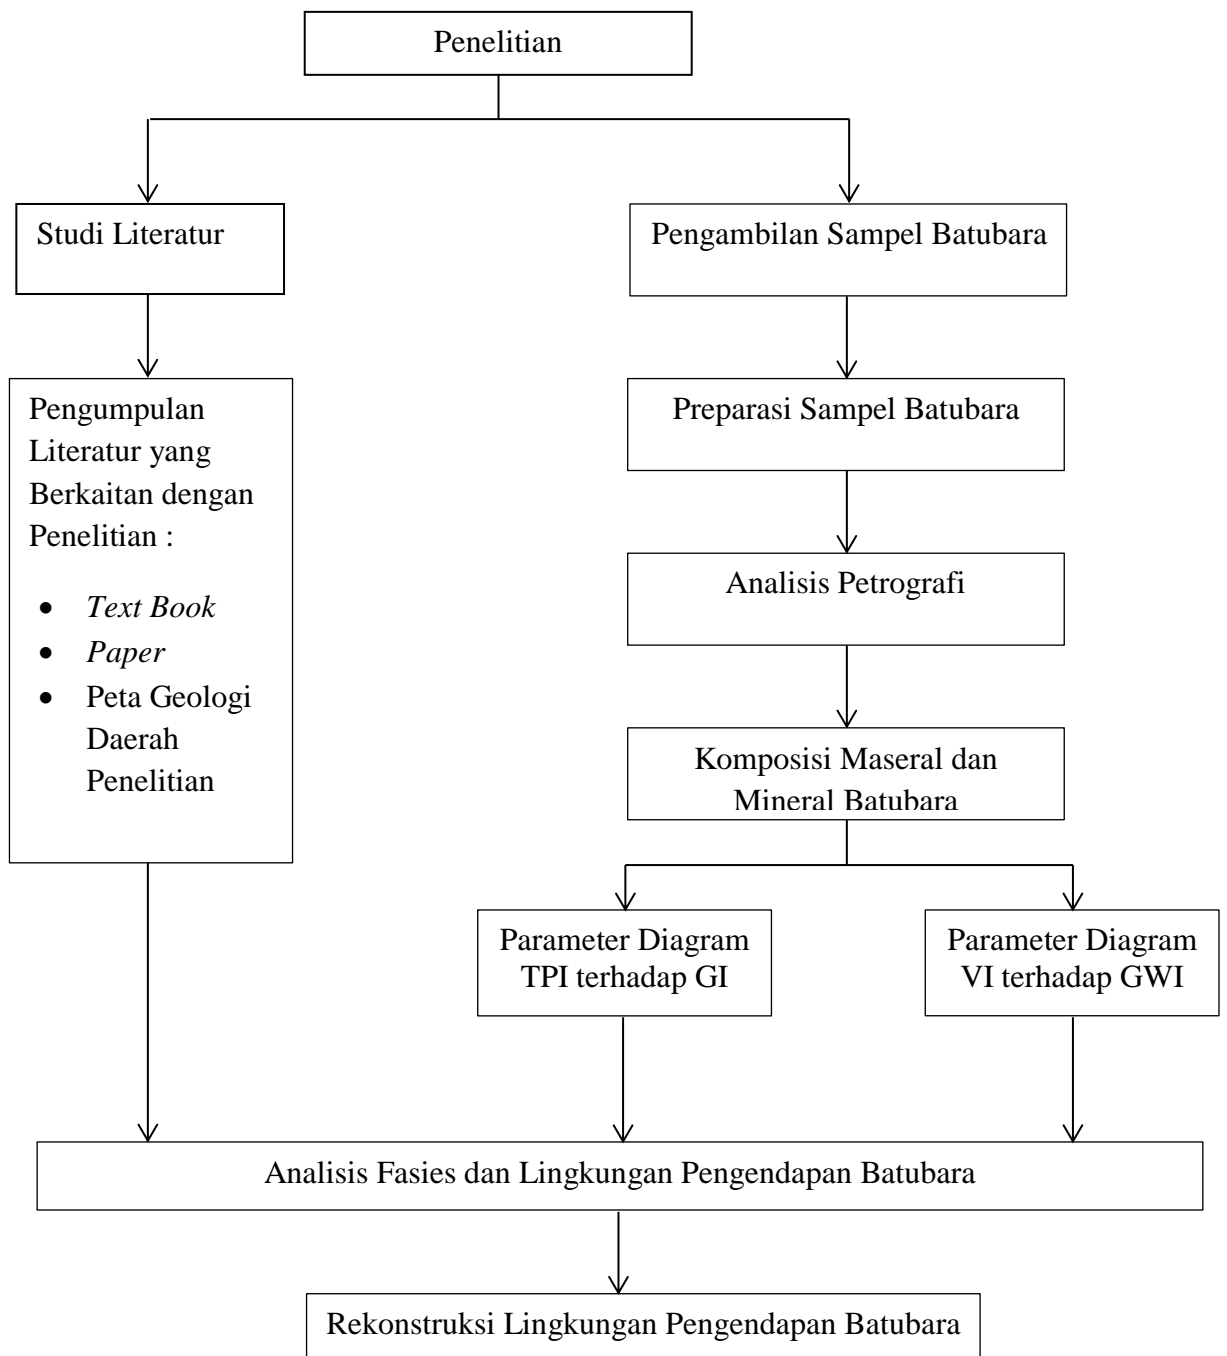 Penelitian
Studi Literatur
Pengambilan Sampel Batubara
Pengumpulan
Literatur yang
Berkaitan dengan
Penelitian :
• Text Book
• Paper
• Peta Geologi
Daerah
Penelitian
Preparasi Sampel Batubara
Analisis Petrografi
Komposisi Maseral dan
Mineral Batubara
Parameter Diagram
TPI terhadap GI
Parameter Diagram
VI terhadap GWI
Analisis Fasies dan Lingkungan Pengendapan Batubara
Rekonstruksi Lingkungan Pengendapan Batubara